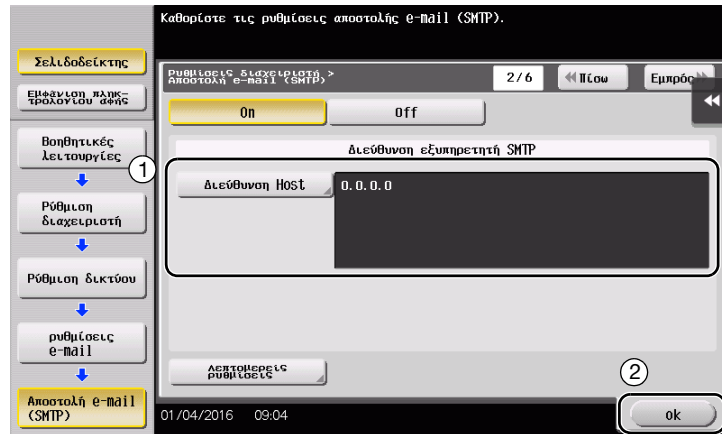 Καθορίστε τις ρυθμίσεις αποστολής e-mail (SMTP).
Σελιδοδείκτης
Εμφάνιση πληκ-
τρολογίου αφής
Βοηθητικές
λειτουργίες
Ρύθμιση
διαχειριστή
Ρύθμιση δικτύου
ρυθμίσεις
e-mail
Αποστολή e-mail
(SMTP)
Ρυθμίσεις διαχειριστή >
Αποστολή e-mail (SMTP)
2/6
Πίσω
Εμπρός
On
Off
Διεύθυνση εξυπηρετητή SMTP
1
Διεύθυνση Host
0.0.0.0
Λεπτομερείς
ρυθμίσεις
2
01/04/2016 09:04
ok